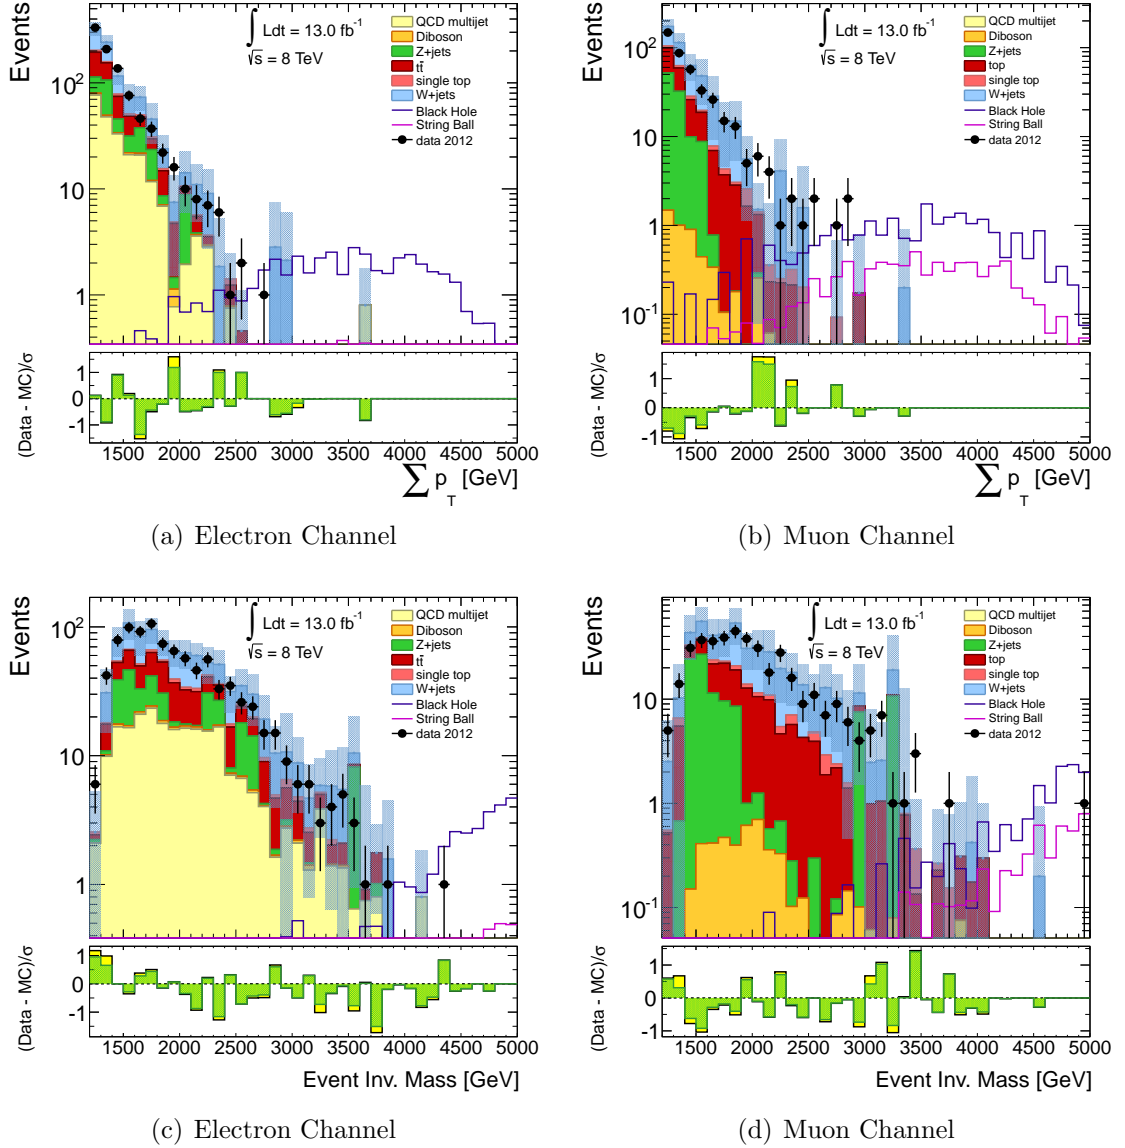 Events
∫ Ldt = 13.0 fb⁻¹
√s = 8 TeV
QCD multijet
Diboson
Z+jets
tt̄
single top
W+jets
Black Hole
String Ball
data 2012
10²
10
1
(Data - MC)/σ
1
0
-1
1500 2000 2500 3000 3500 4000 4500 5000
∑ p_T [GeV]
(a) Electron Channel
Events
∫ Ldt = 13.0 fb⁻¹
√s = 8 TeV
QCD multijet
Diboson
Z+jets
top
single top
W+jets
Black Hole
String Ball
data 2012
10²
10
1
10⁻¹
(Data - MC)/σ
1
0
-1
1500 2000 2500 3000 3500 4000 4500 5000
∑ p_T [GeV]
(b) Muon Channel
Events
∫ Ldt = 13.0 fb⁻¹
√s = 8 TeV
QCD multijet
Diboson
Z+jets
tt̄
single top
W+jets
Black Hole
String Ball
data 2012
10²
10
1
(Data - MC)/σ
1
0
-1
1500 2000 2500 3000 3500 4000 4500 5000
Event Inv. Mass [GeV]
(c) Electron Channel
Events
∫ Ldt = 13.0 fb⁻¹
√s = 8 TeV
QCD multijet
Diboson
Z+jets
top
single top
W+jets
Black Hole
String Ball
data 2012
10
1
10⁻¹
(Data - MC)/σ
1
0
-1
1500 2000 2500 3000 3500 4000 4500 5000
Event Inv. Mass [GeV]
(d) Muon Channel